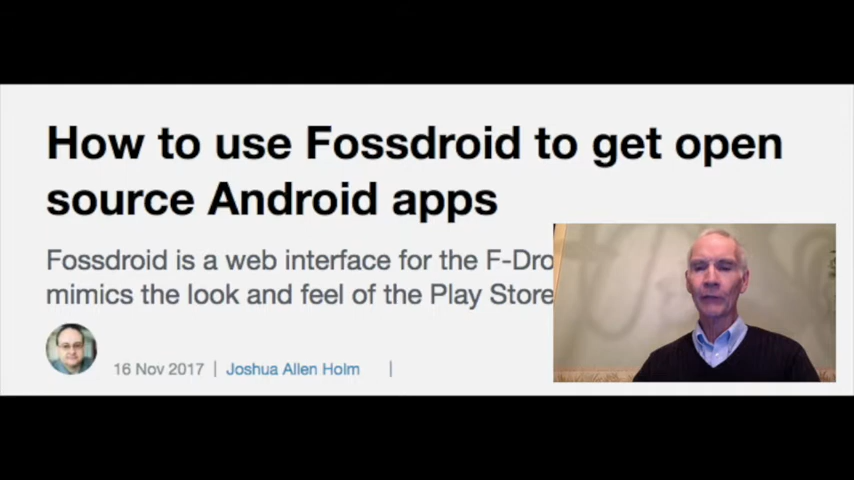 How to use Fossdroid to get open
source Android apps
Fossdroid is a web interface for the
mimics the look and feel of the Play Store
16 Nov 2017 | Joshua Allen Holm |